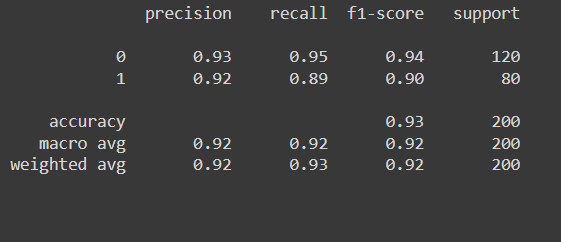 precision recall f1-score support
0 0.93 0.95 0.94 120
1 0.92 0.89 0.90 80
accuracy 0.93 200
macro avg 0.92 0.92 0.92 200
weighted avg 0.92 0.93 0.92 200